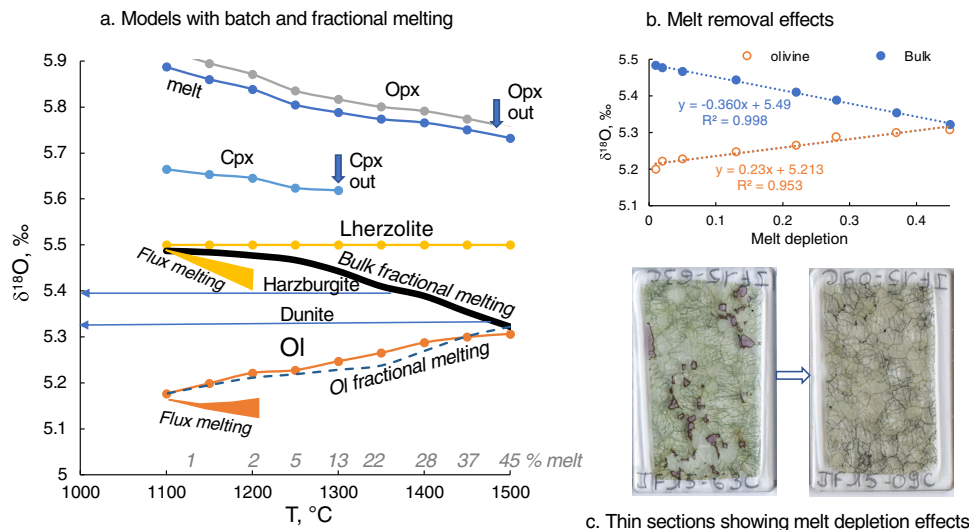 a. Models with batch and fractional melting
5.9
5.8
5.7
5.6
5.5
5.4
5.3
5.2
5.1
5
δ¹⁸O, ‰
melt
Opx
Opx
out
Cpx
Cpx
out
Lherzolite
Flux melting
Bulk fractional melting
Harzburgite
Dunite
Ol
Ol fractional melting
Flux melting
1 2 5 13 22 28 37 45 % melt
1000 1100 1200 1300 1400 1500
T, °C
b. Melt removal effects
olivine Bulk
5.5
5.4
5.3
5.2
5.1
δ¹⁸O, ‰
y = -0.360x + 5.49
R² = 0.998
y = 0.23x + 5.213
R² = 0.953
0 0.1 0.2 0.3 0.4
Melt depletion
JF15-63C
JF15-09C
c. Thin sections showing melt depletion effects